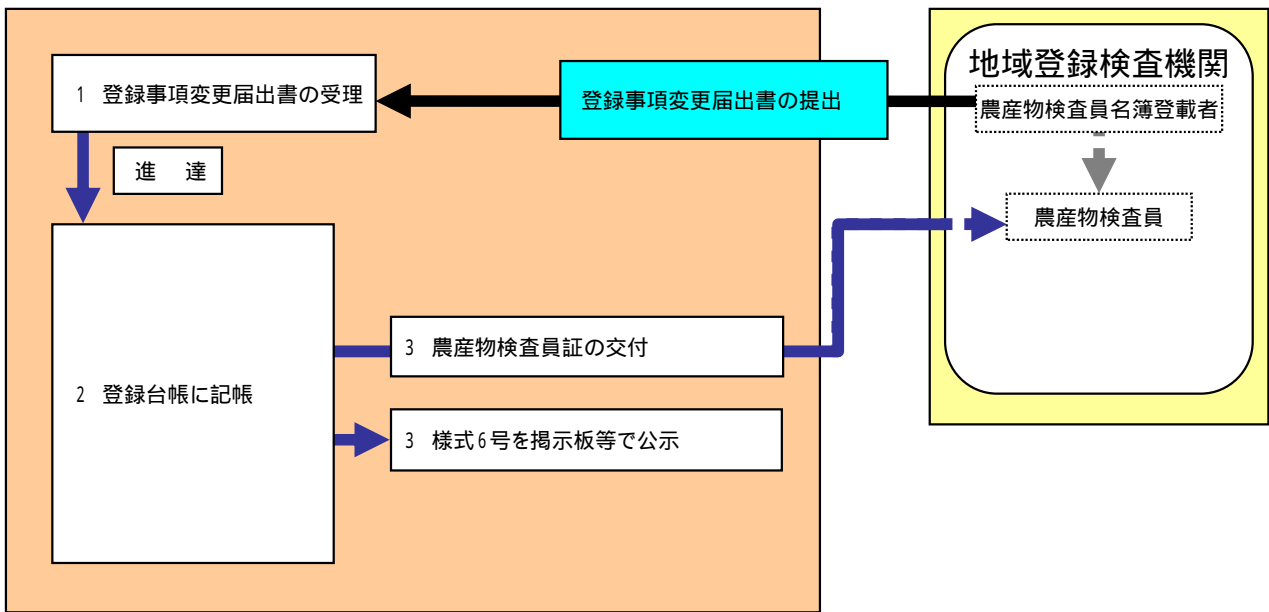 地域登録検査機関
1 登録事項変更届出書の受理
登録事項変更届出書の提出
農産物検査員名簿登載者
進 達
農産物検査員
3 農産物検査員証の交付
2 登録台帳に記帳
3 様式6号を掲示板等で公示